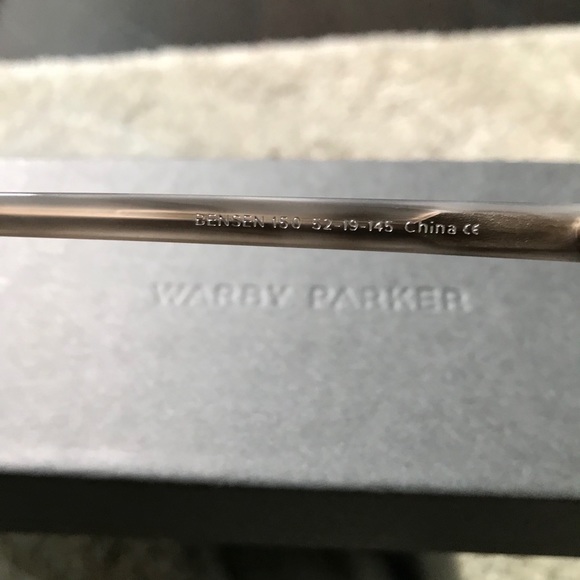 BENSEN 150 52-19-145 China CE
WARBY PARKER